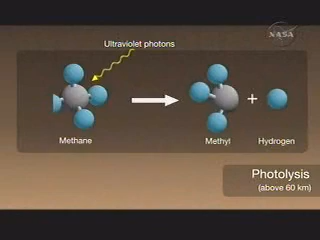 NASA
Ultraviolet photons
+
Methane
Methyl
Hydrogen
Photolysis
(above 60 km)